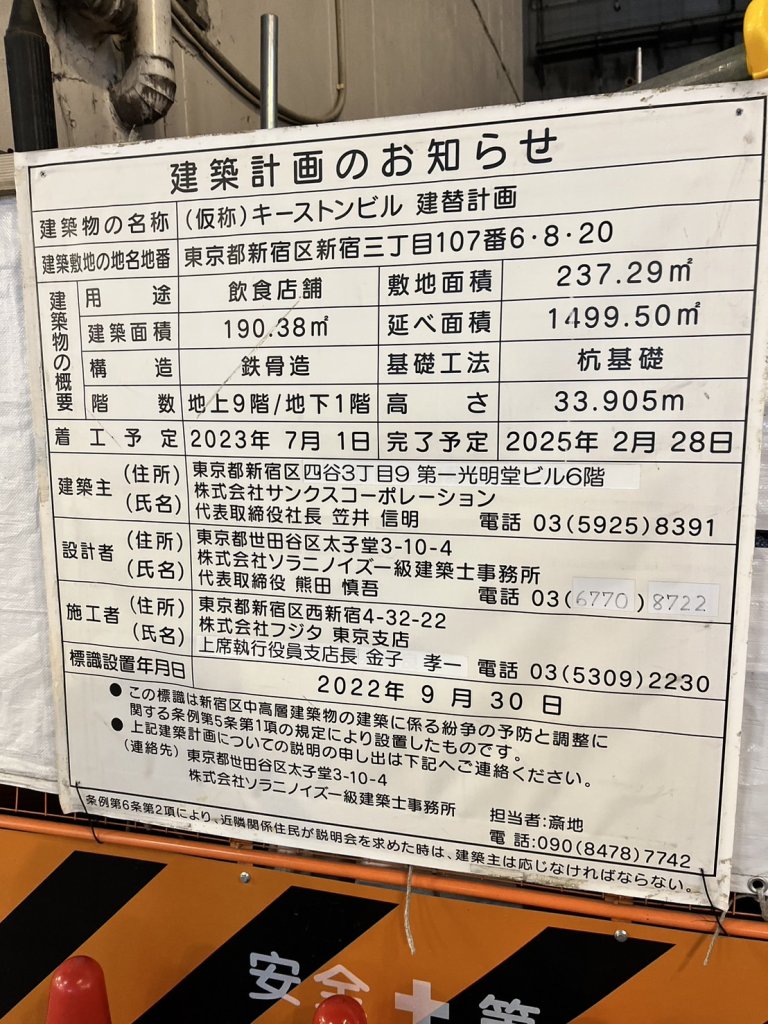 建築計画のお知らせ
建築物の名称 (仮称)キーストンビル 建替計画
建築敷地の地名地番 東京都新宿区新宿三丁目107番6・8・20
建築物の概要
用途 飲食店舗 敷地面積 237.29㎡
建築面積 190.38㎡ 延べ面積 1499.50㎡
構造 鉄骨造 基礎工法 杭基礎
階数 地上9階/地下1階 高さ 33.905m
着工予定 2023年 7月 1日 完了予定 2025年 2月 28日
建築主 (住所) 東京都新宿区四谷3丁目9 第一光明堂ビル6階
(氏名) 株式会社サンクスコーポレーション
代表取締役社長 笠井 信明 電話 03(5925)8391
設計者 (住所) 東京都世田谷区太子堂3-10-4
(氏名) 株式会社ソラニノイズ一級建築士事務所
代表取締役 熊田 慎吾 電話 03(6770)8722
施工者 (住所) 東京都新宿区西新宿4-32-22
(氏名) 株式会社フジタ 東京支店
上席執行役員支店長 金子 孝一 電話 03(5309)2230
標識設置年月日 2022年 9 月 30 日
● この標識は新宿区中高層建築物の建築に係る紛争の予防と調整に
関する条例第5条第1項の規定により設置したものです。
● 上記建築計画についての説明の申し出は下記へご連絡ください。
(連絡先) 東京都世田谷区太子堂3-10-4
株式会社ソラニノイズ一級建築士事務所 担当者:斎地
電 話:090(8478)7742
条例第6条第2項により、近隣関係住民が説明会を求めた時は、建築主は応じなければならない。
安全十第